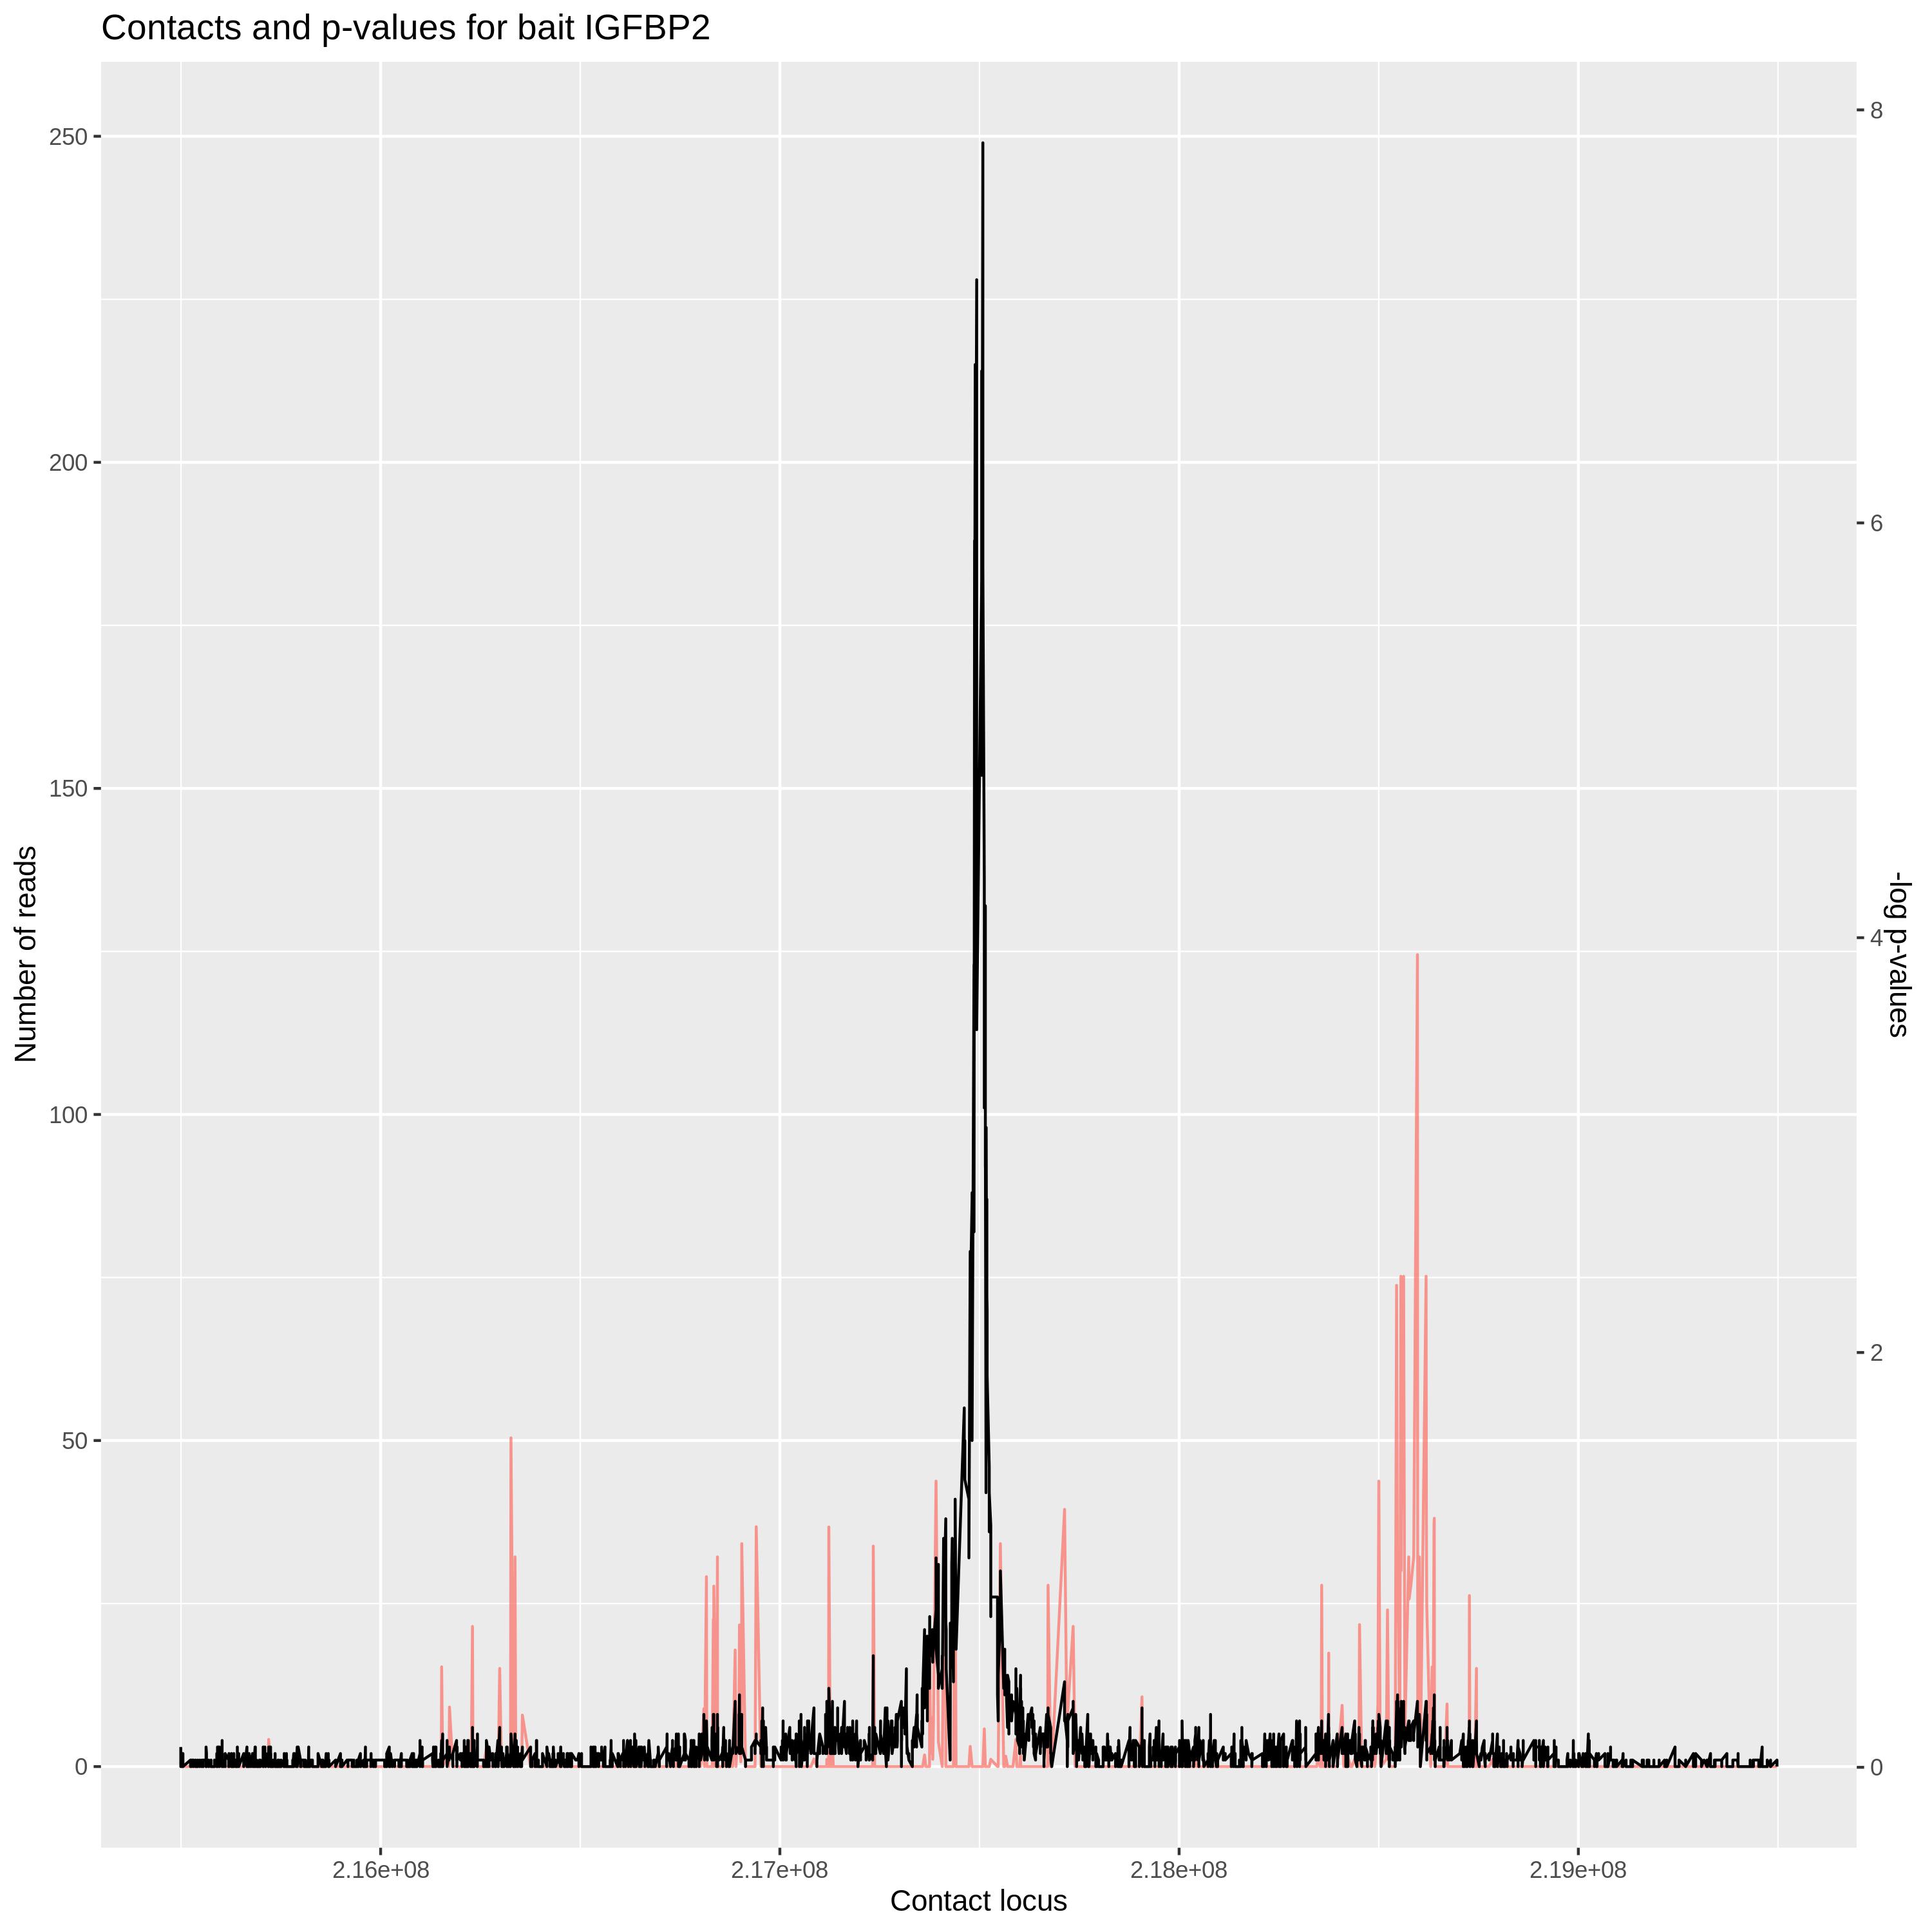 Contacts and p-values for bait IGFBP2
250
200
150
100
50
0
Number of reads
8
6
4
2
0
-log p-values
2.16e+08
2.17e+08
2.18e+08
2.19e+08
Contact locus